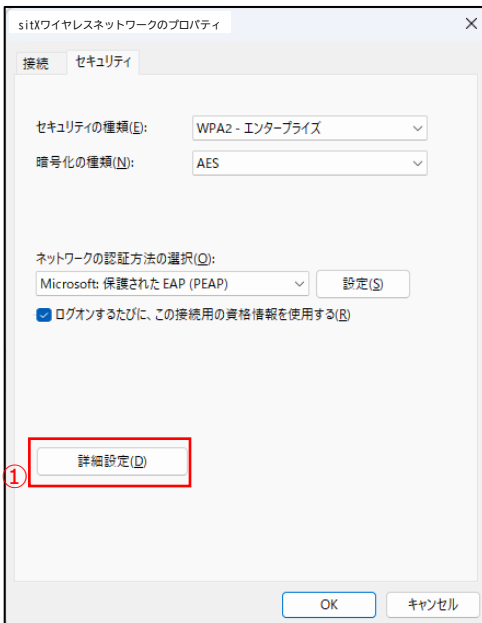 sitXワイヤレスネットワークのプロパティ
接続 セキュリティ
セキュリティの種類(E): WPA2 - エンタープライズ
暗号化の種類(N): AES
ネットワークの認証方法の選択(O):
Microsoft: 保護された EAP (PEAP) 設定(S)
ログオンするたびに、この接続用の資格情報を使用する(R)
詳細設定(D)
①
OK キャンセル